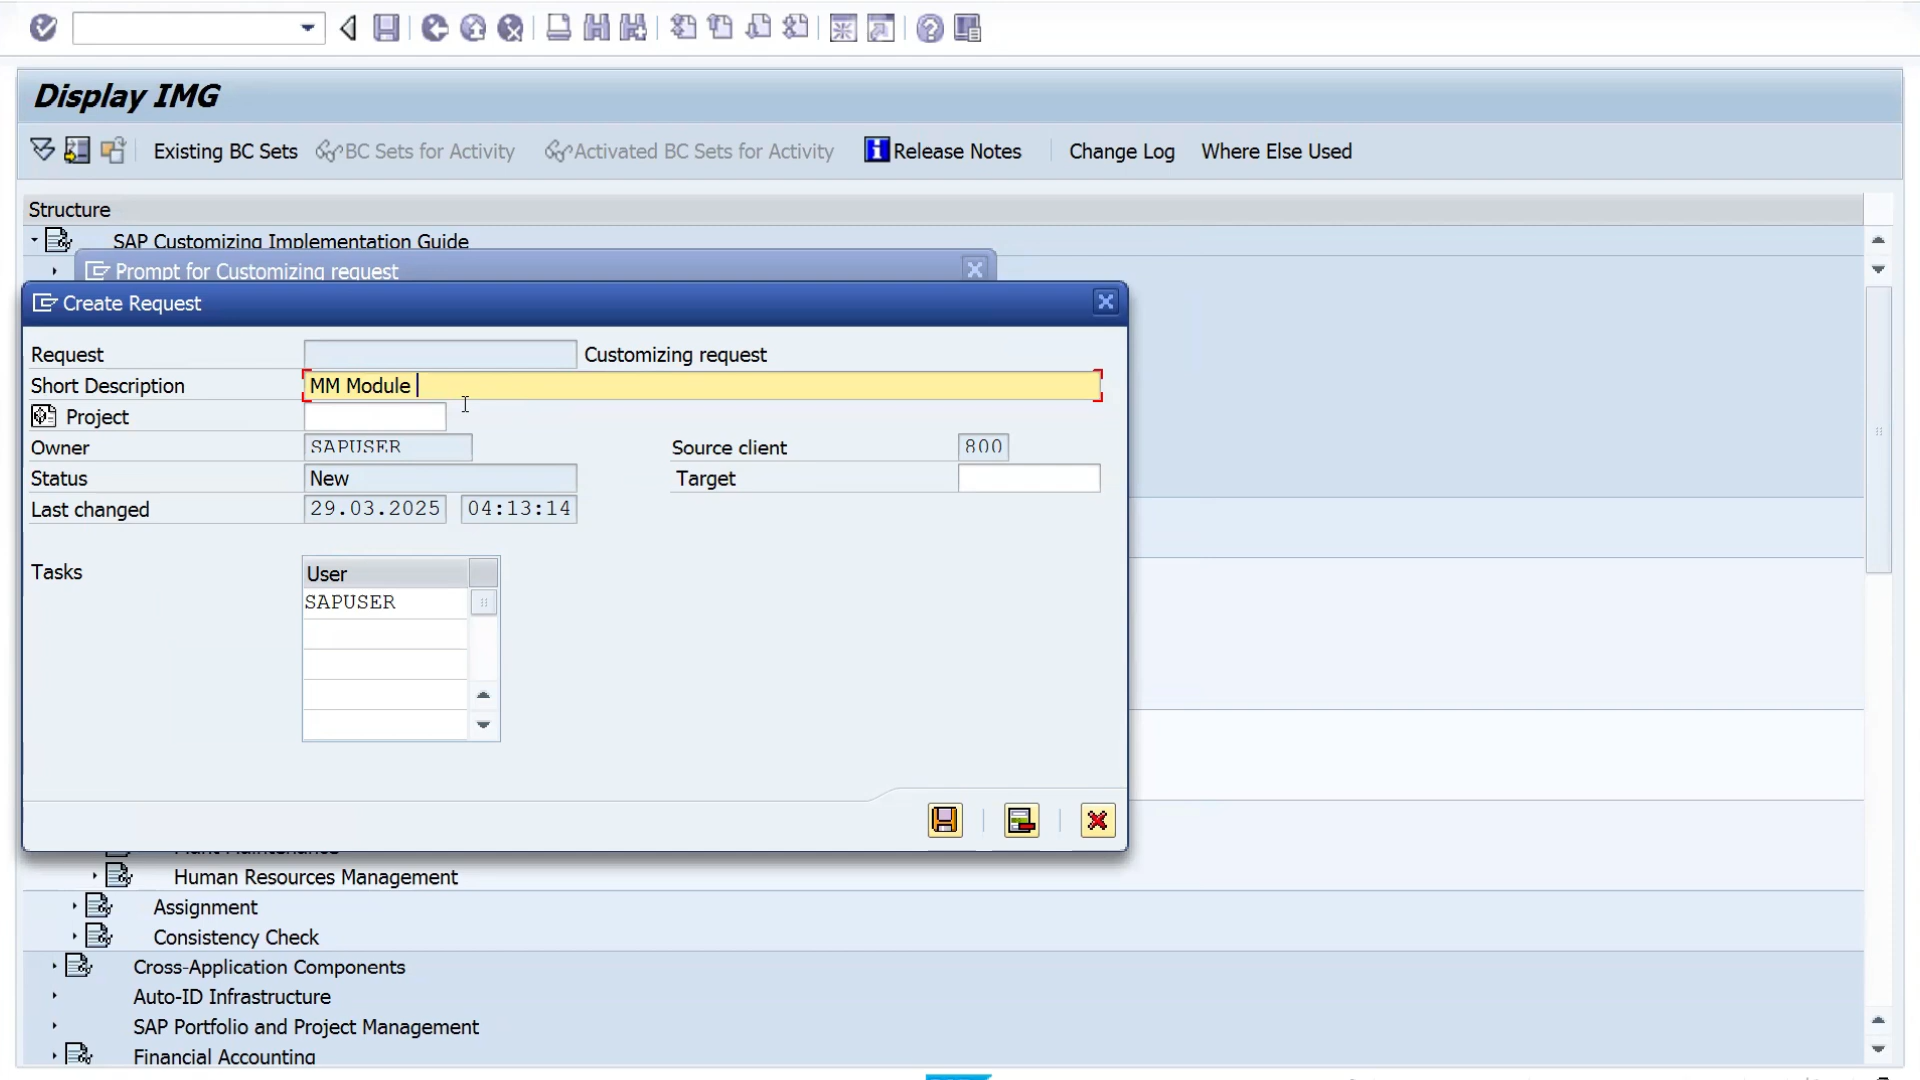 Display IMG
Existing BC Sets BC Sets for Activity Activated BC Sets for Activity Release Notes Change Log Where Else Used
Structure
SAP Customizing Implementation Guide
Prompt for Customizing request
Create Request
Request Customizing request
Short Description MM Module
Project
Owner SAPUSER Source client 800
Status New Target
Last changed 29.03.2025 04:13:14
Tasks User
SAPUSER
Plant Maintenance
Human Resources Management
Assignment
Consistency Check
Cross-Application Components
Auto-ID Infrastructure
SAP Portfolio and Project Management
Financial Accounting